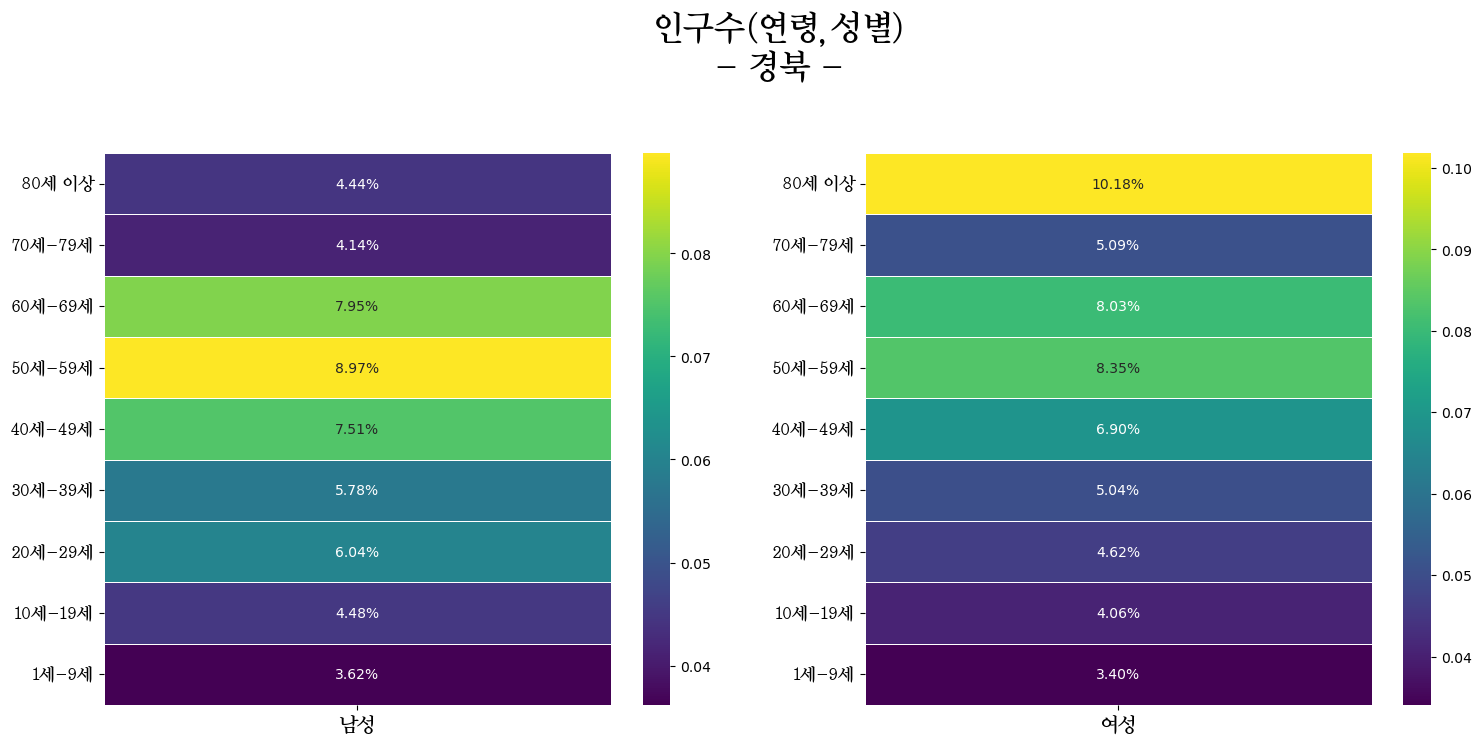 인구수(연령, 성별)
- 경북 -
80세 이상
4.44%
70세-79세
4.14%
60세-69세
7.95%
50세-59세
8.97%
40세-49세
7.51%
30세-39세
5.78%
20세-29세
6.04%
10세-19세
4.48%
1세-9세
3.62%
남성
0.08
0.07
0.06
0.05
0.04
80세 이상
10.18%
70세-79세
5.09%
60세-69세
8.03%
50세-59세
8.35%
40세-49세
6.90%
30세-39세
5.04%
20세-29세
4.62%
10세-19세
4.06%
1세-9세
3.40%
여성
0.10
0.09
0.08
0.07
0.06
0.05
0.04